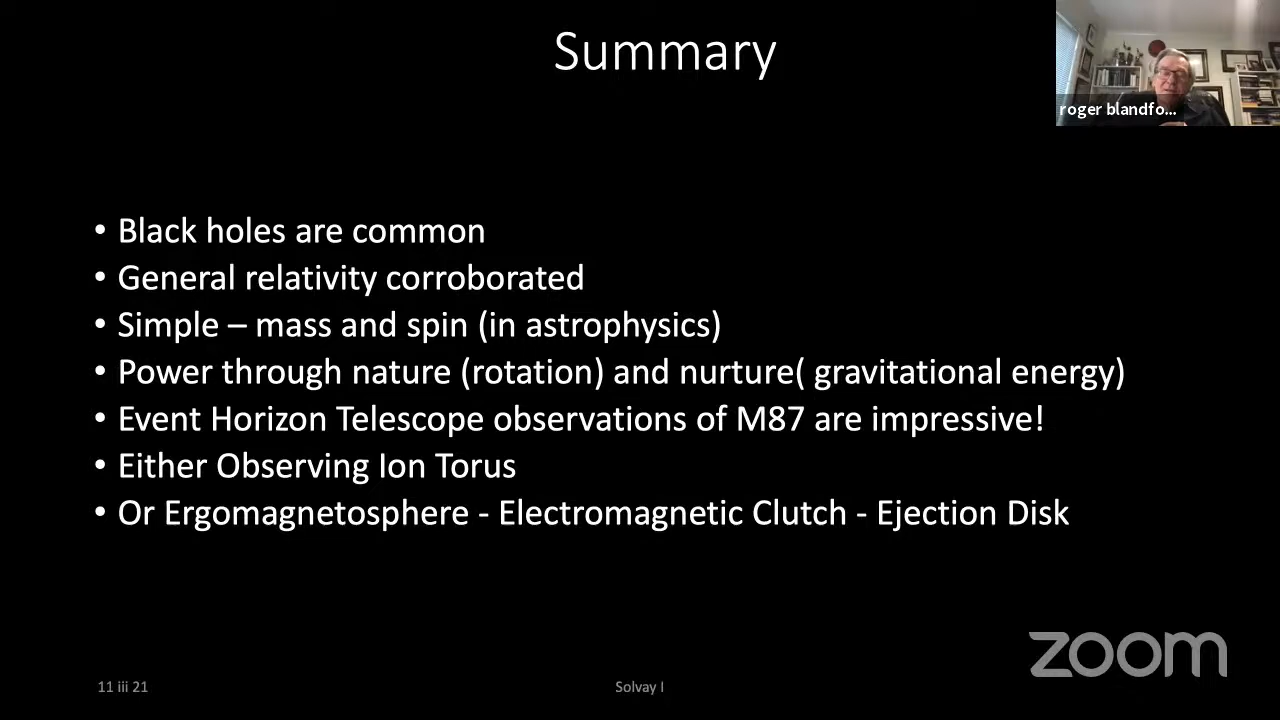 Summary
roger blandfo...
• Black holes are common
• General relativity corroborated
• Simple – mass and spin (in astrophysics)
• Power through nature (rotation) and nurture( gravitational energy)
• Event Horizon Telescope observations of M87 are impressive!
• Either Observing Ion Torus
• Or Ergomagnetosphere - Electromagnetic Clutch - Ejection Disk
zoom
11 iii 21
Solvay I